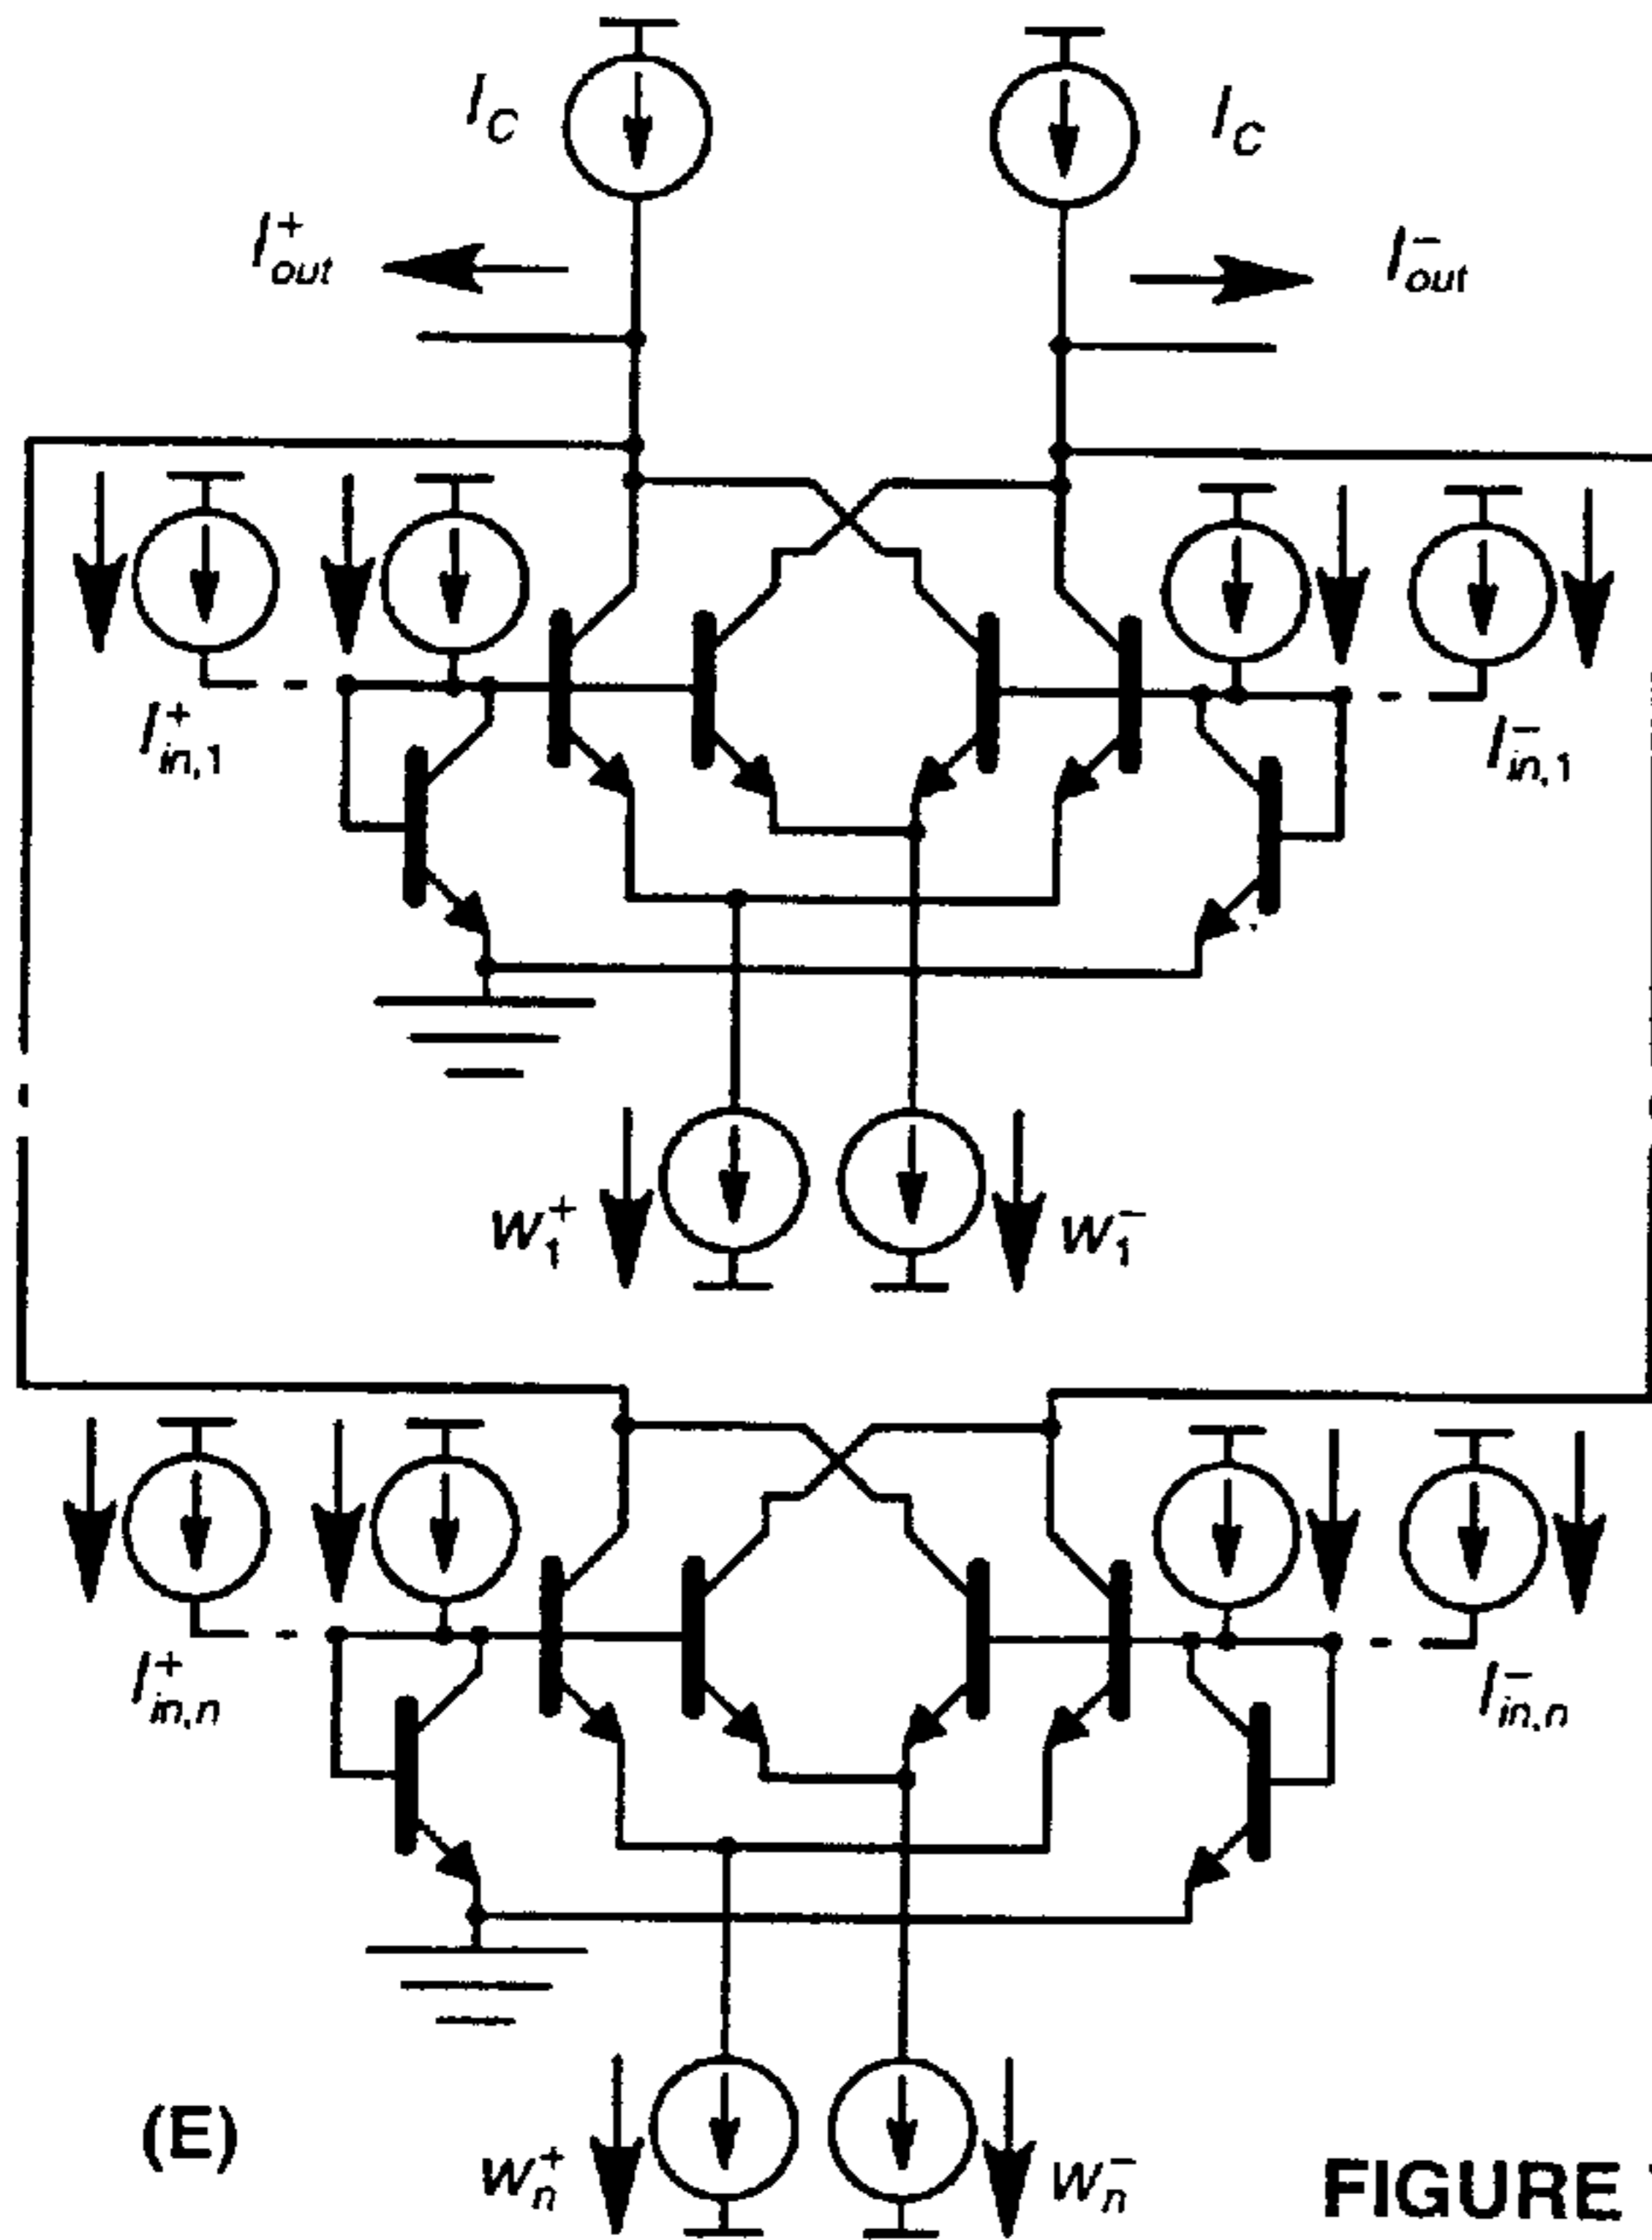 I_C I_C
I^+_out I^-_out
I^+_in,1 I^-_in,1
w^+_1 w^-_1
I^+_in,n I^-_in,n
(E) w^+_n w^-_n
FIGURE